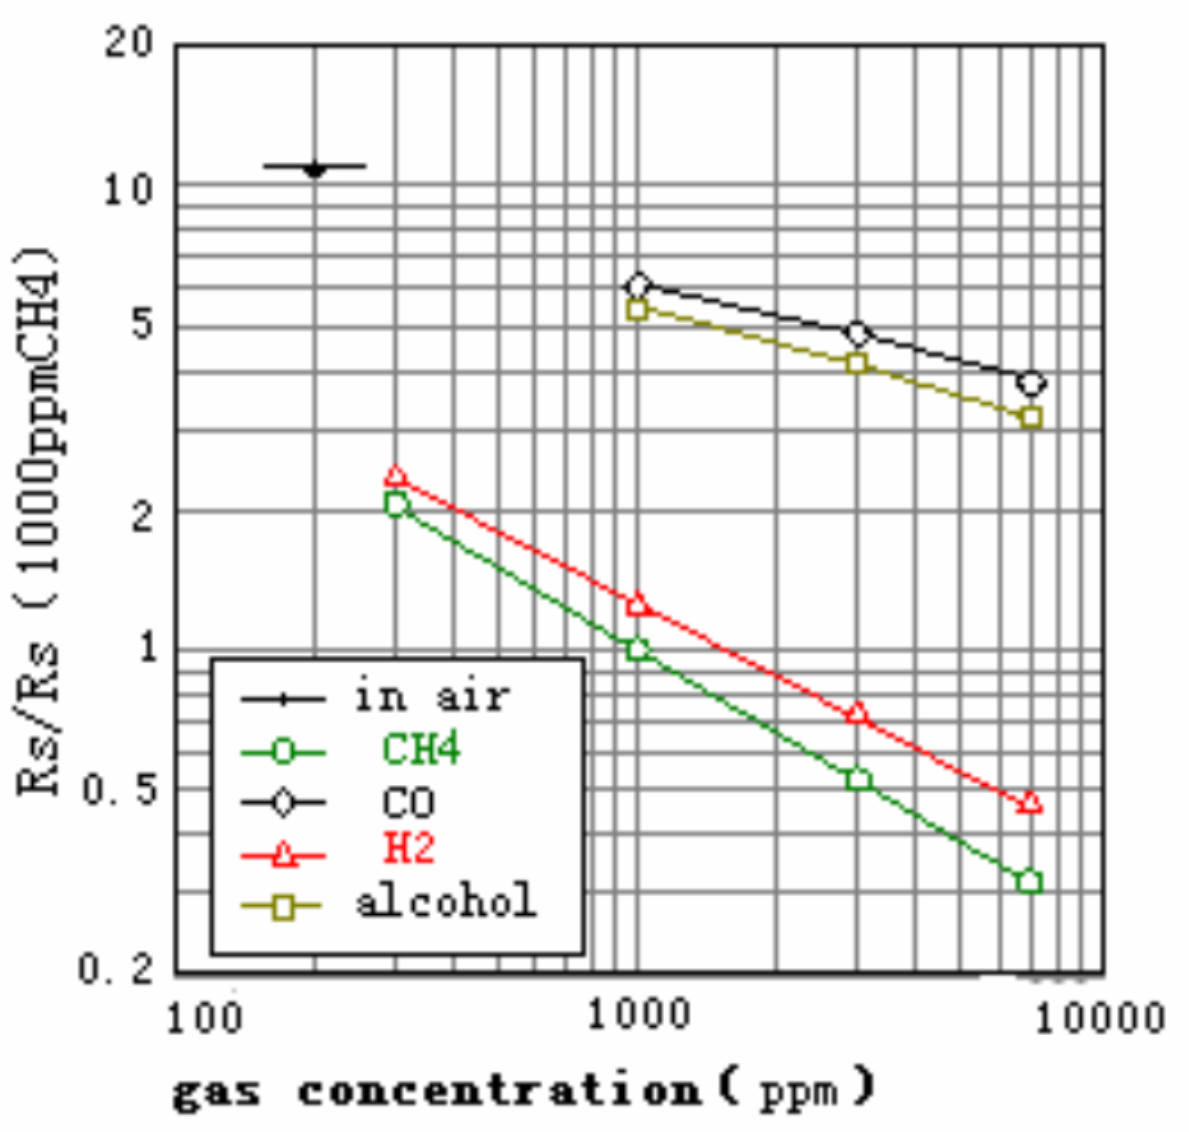 20
10
5
2
1
0.5
0.2
Rs/Rs (1000ppmCH4)
in air
CH4
CO
H2
alcohol
100 1000 10000
gas concentration(ppm)